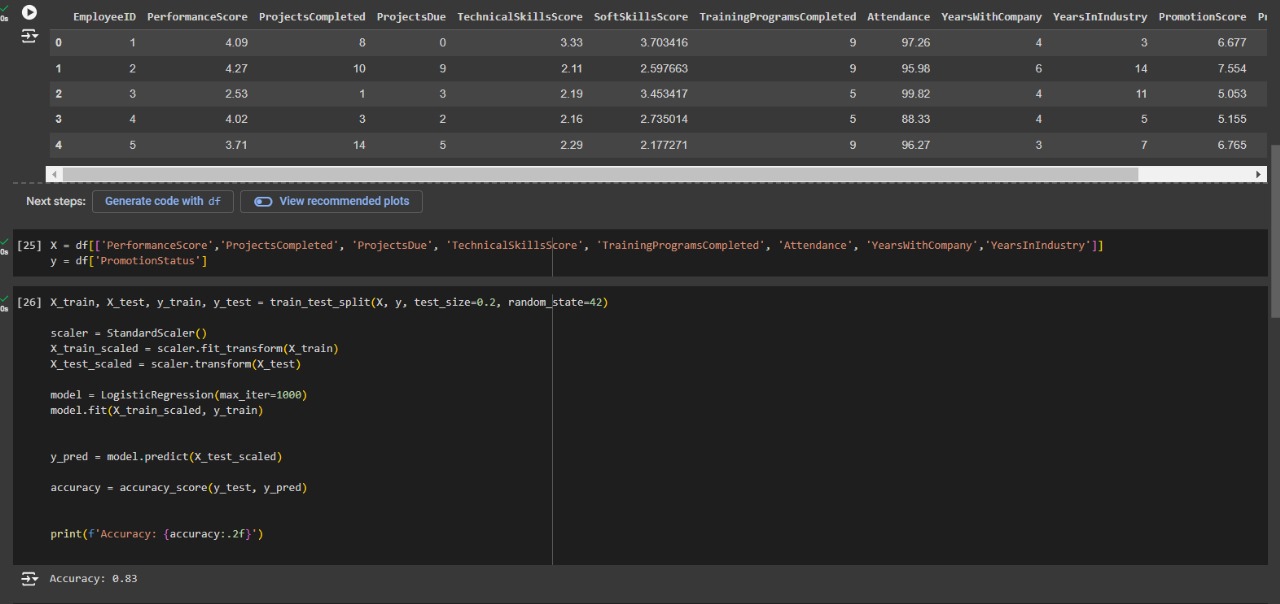 EmployeeID PerformanceScore ProjectsCompleted ProjectsDue TechnicalSkillsScore SoftSkillsScore TrainingProgramsCompleted Attendance YearsWithCompany YearsInIndustry PromotionScore
0s
0 1 4.09 8 0 3.33 3.703416 9 97.26 4 3 6.677
1 2 4.27 10 9 2.11 2.597663 9 95.98 6 14 7.554
2 3 2.53 1 3 2.19 3.453417 5 99.82 4 11 5.053
3 4 4.02 3 2 2.16 2.735014 5 88.33 4 5 5.155
4 5 3.71 14 5 2.29 2.177271 9 96.27 3 7 6.765
Next steps: Generate code with df View recommended plots
[25] X = df[['PerformanceScore','ProjectsCompleted', 'ProjectsDue', 'TechnicalSkillsScore', 'TrainingProgramsCompleted', 'Attendance', 'YearsWithCompany','YearsInIndustry']]
0s
y = df['PromotionStatus']
[26] X_train, X_test, y_train, y_test = train_test_split(X, y, test_size=0.2, random_state=42)
0s
scaler = StandardScaler()
X_train_scaled = scaler.fit_transform(X_train)
X_test_scaled = scaler.transform(X_test)
model = LogisticRegression(max_iter=1000)
model.fit(X_train_scaled, y_train)
y_pred = model.predict(X_test_scaled)
accuracy = accuracy_score(y_test, y_pred)
print(f'Accuracy: {accuracy:.2f}')
Accuracy: 0.83